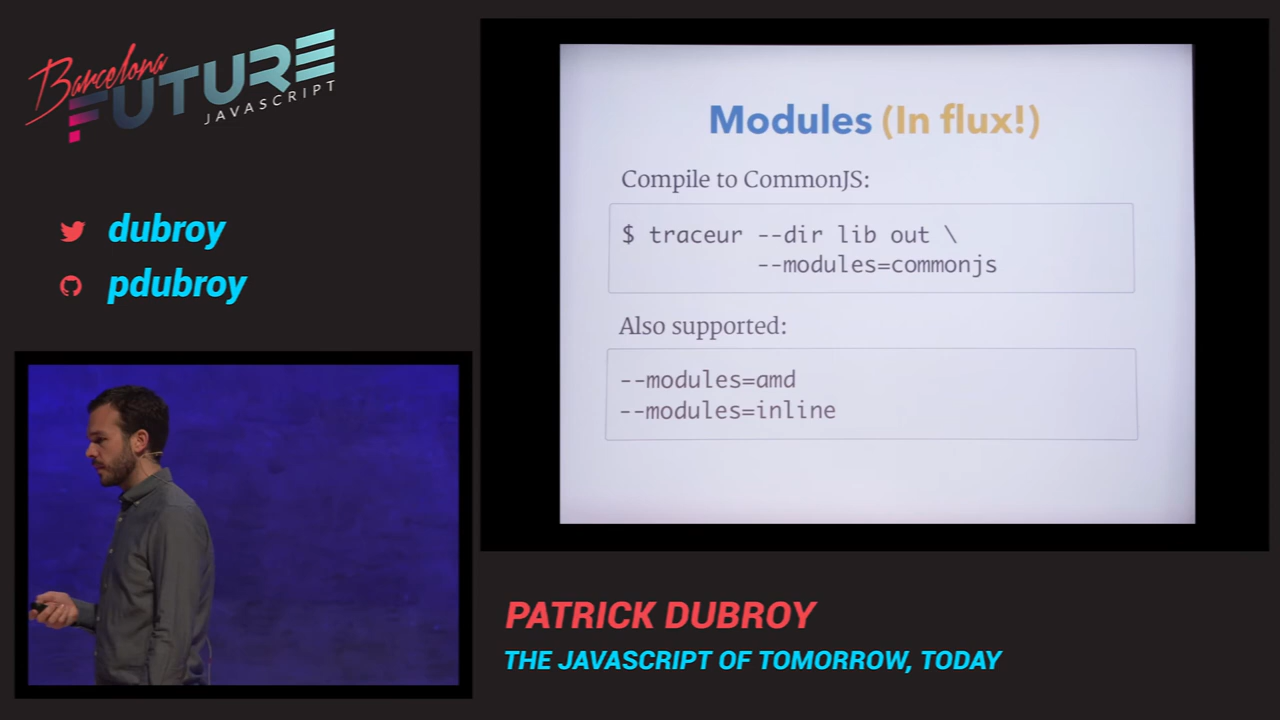 Barcelona
FUTURE
JAVASCRIPT
dubroy
pdubroy
Modules (In flux!)
Compile to CommonJS:
$ traceur --dir lib out \
--modules=commonjs
Also supported:
--modules=amd
--modules=inline
PATRICK DUBROY
THE JAVASCRIPT OF TOMORROW, TODAY